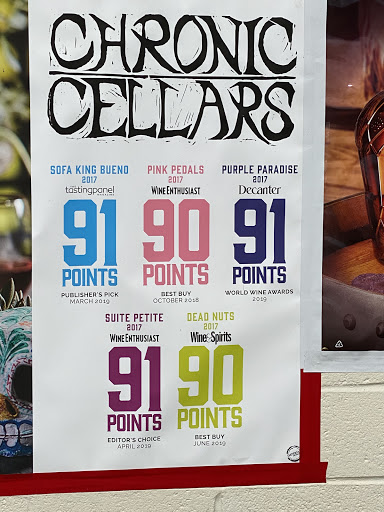 CHRONIC
CELLARS
SOFA KING BUENO
2017
the
tastingpanel
MAGAZINE
91
POINTS
PUBLISHER'S PICK
MARCH 2019
PINK PEDALS
2017
WINE ENTHUSIAST
90
POINTS
BEST BUY
OCTOBER 2018
PURPLE PARADISE
2017
Decanter
91
POINTS
WORLD WINE AWARDS
2019
SUITE PETITE
2017
WINE ENTHUSIAST
91
POINTS
EDITOR'S CHOICE
APRIL 2019
DEAD NUTS
2017
Wine&Spirits
90
POINTS
BEST BUY
JUNE 2019